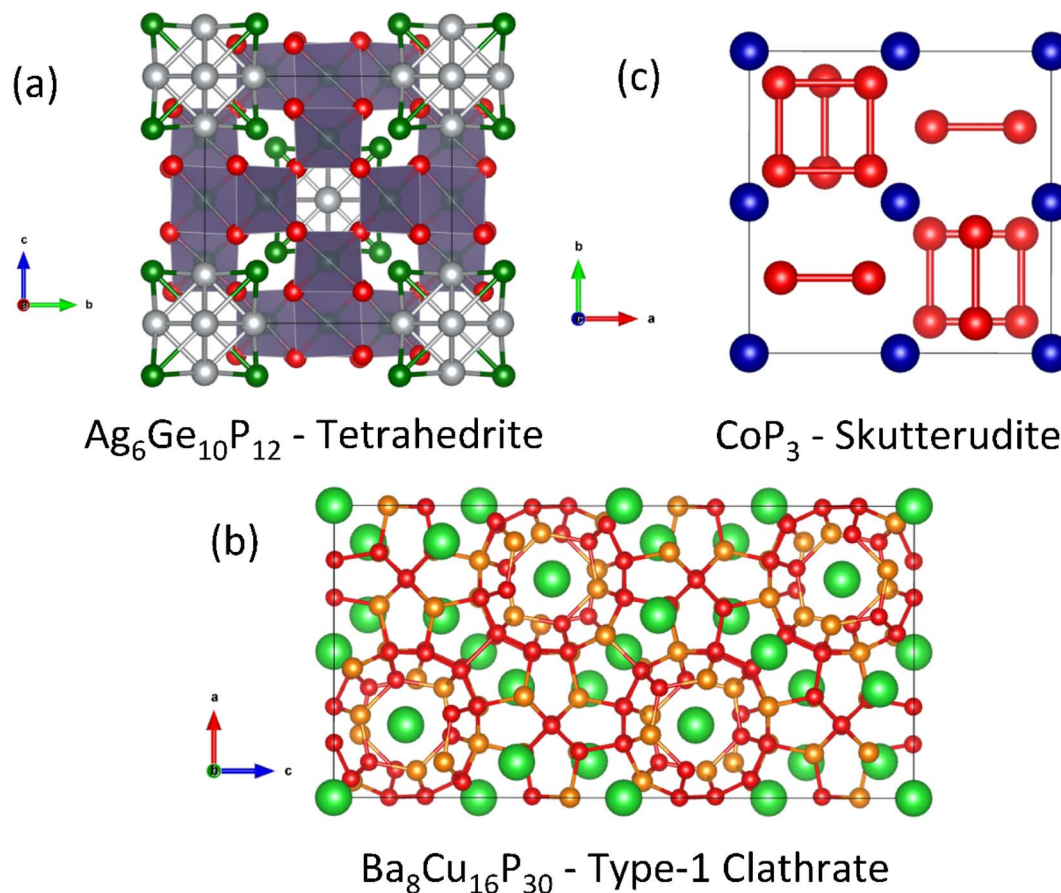 (a)
c
a
b
Ag₆Ge₁₀P₁₂ - Tetrahedrite
(c)
b
c
a
CoP₃ - Skutterudite
(b)
a
b
c
Ba₈Cu₁₆P₃₀ - Type-1 Clathrate